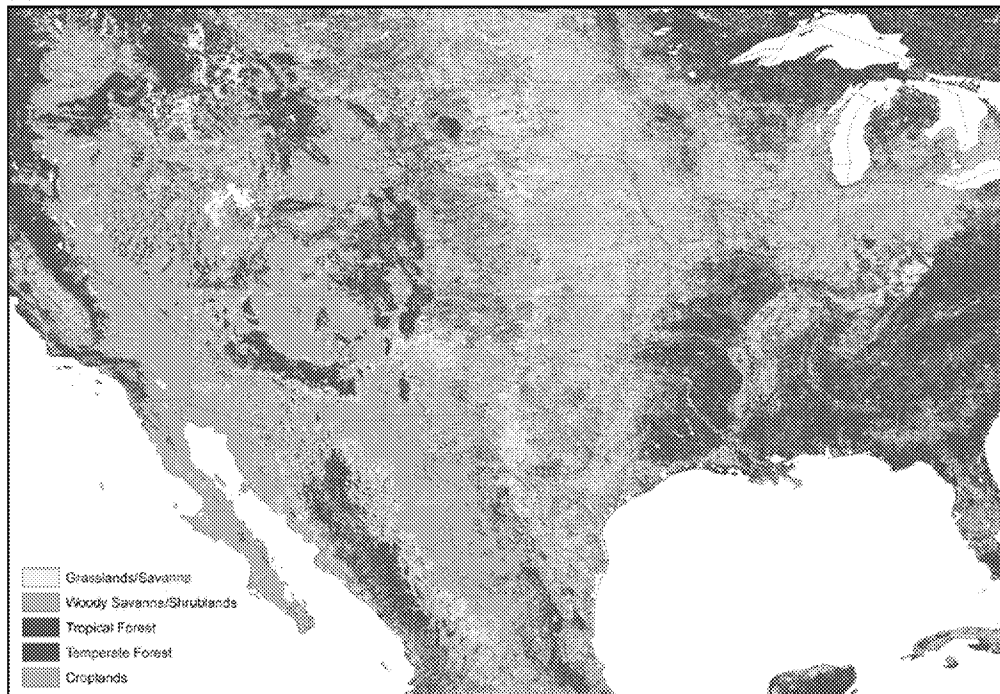 Grasslands/Savanna
Woody Savanna/Shrublands
Tropical Forest
Temperate Forest
Croplands